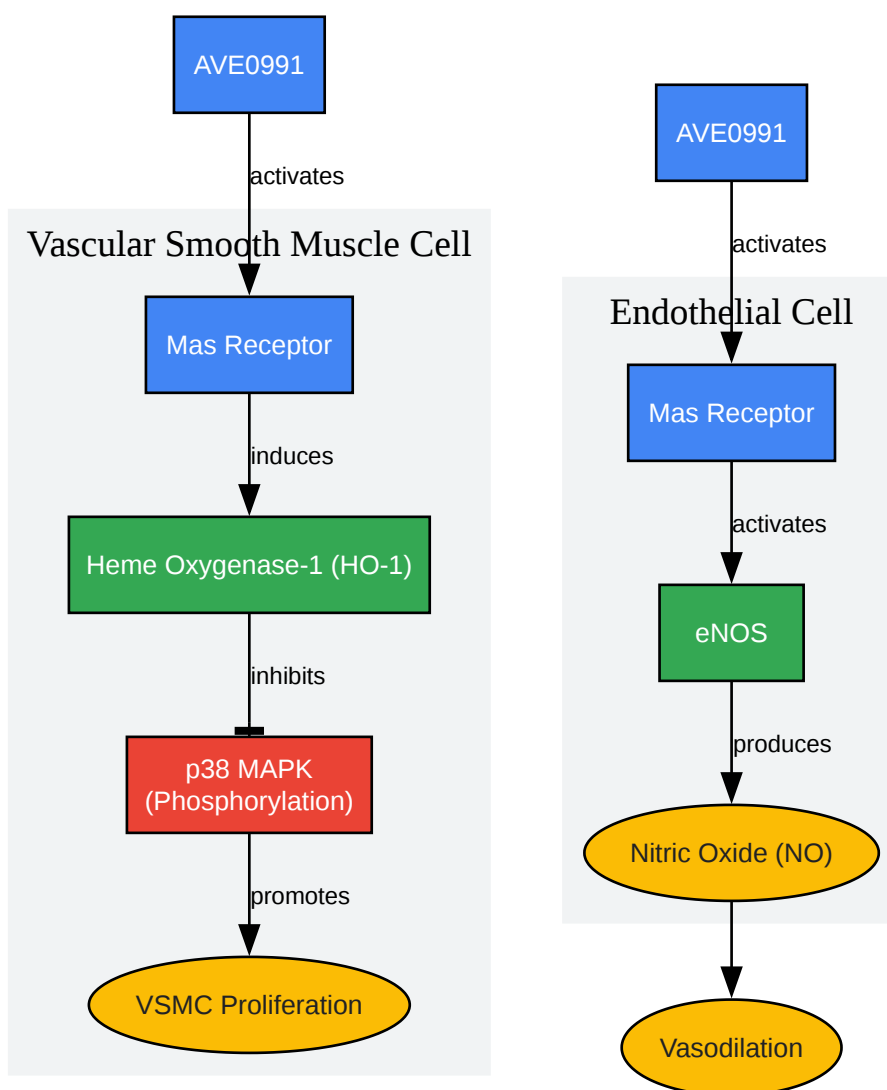 AVE0991
activates
Vascular Smooth Muscle Cell
Mas Receptor
induces
Heme Oxygenase-1 (HO-1)
inhibits
p38 MAPK
(Phosphorylation)
promotes
VSMC Proliferation
AVE0991
activates
Endothelial Cell
Mas Receptor
activates
eNOS
produces
Nitric Oxide (NO)
Vasodilation